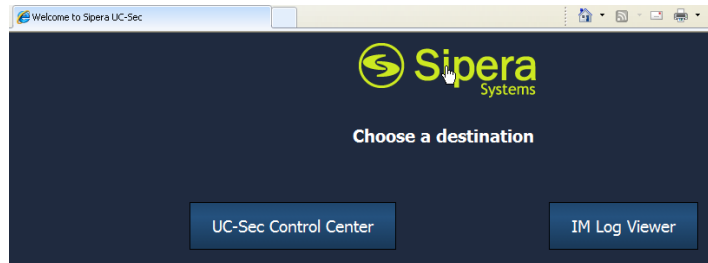 Welcome to Sipera UC-Sec
Sipera
Systems
Choose a destination
UC-Sec Control Center
IM Log Viewer